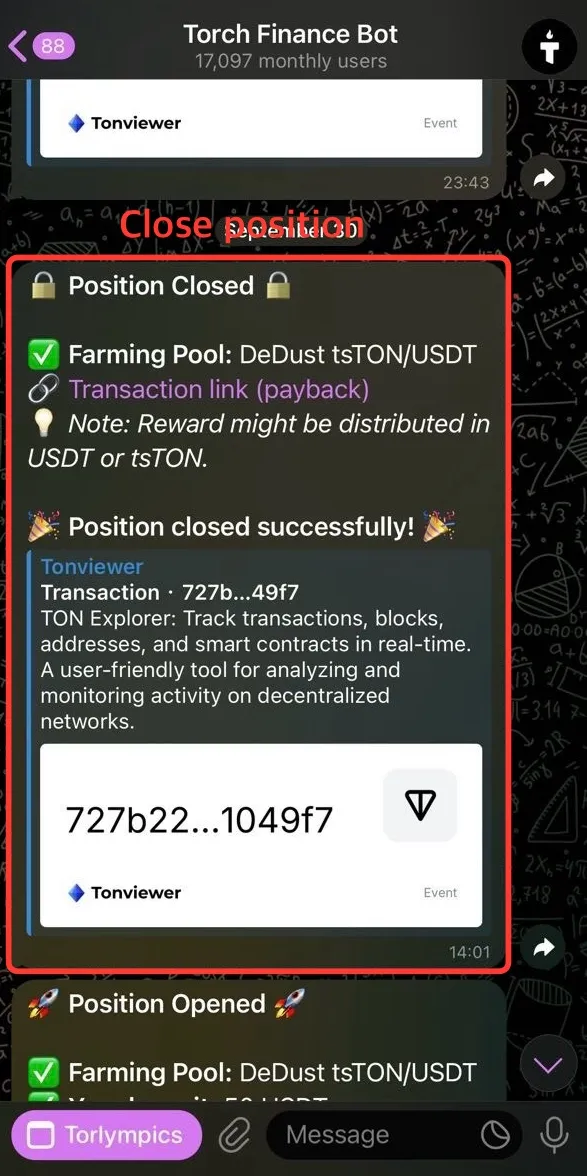 88
Torch Finance Bot
17,097 monthly users
Tonviewer
Event
23:43
Close position
September 30
Position Closed
Farming Pool: DeDust tsTON/USDT
Transaction link (payback)
Note: Reward might be distributed in
USDT or tsTON.
Position closed successfully!
Tonviewer
Transaction · 727b...49f7
TON Explorer: Track transactions, blocks,
addresses, and smart contracts in real-time.
A user-friendly tool for analyzing and
monitoring activity on decentralized
networks.
727b22...1049f7
Tonviewer
Event
14:01
Position Opened
Farming Pool: DeDust tsTON/USDT
Torlympics
Message